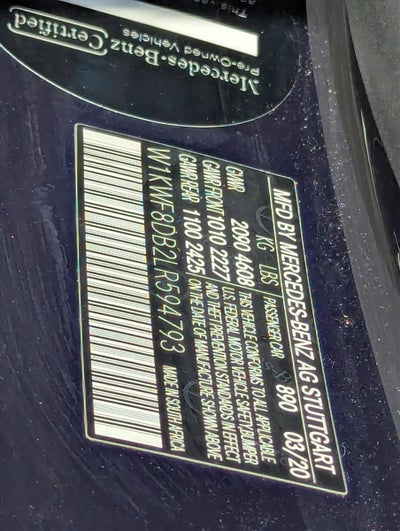 Mercedes-Benz
Certified
Pre-Owned Vehicles
MFD BY MERCEDES-BENZ AG STUTTGART
KG LBS PASSENGER CAR 890 03/20
GAWR 2090 4608 THIS VEHICLE CONFORMS TO ALL APPLICABLE
GAWR FRONT 1010 2227 U.S. FEDERAL MOTOR VEHICLE SAFETY, BUMPER
GAWR REAR 1100 2425 AND THEFT PREVENTION STANDARDS IN EFFECT
ON THE DATE OF MANUFACTURE SHOWN ABOVE
W1KWF8DB2LR594793 MADE IN SOUTH AFRICA